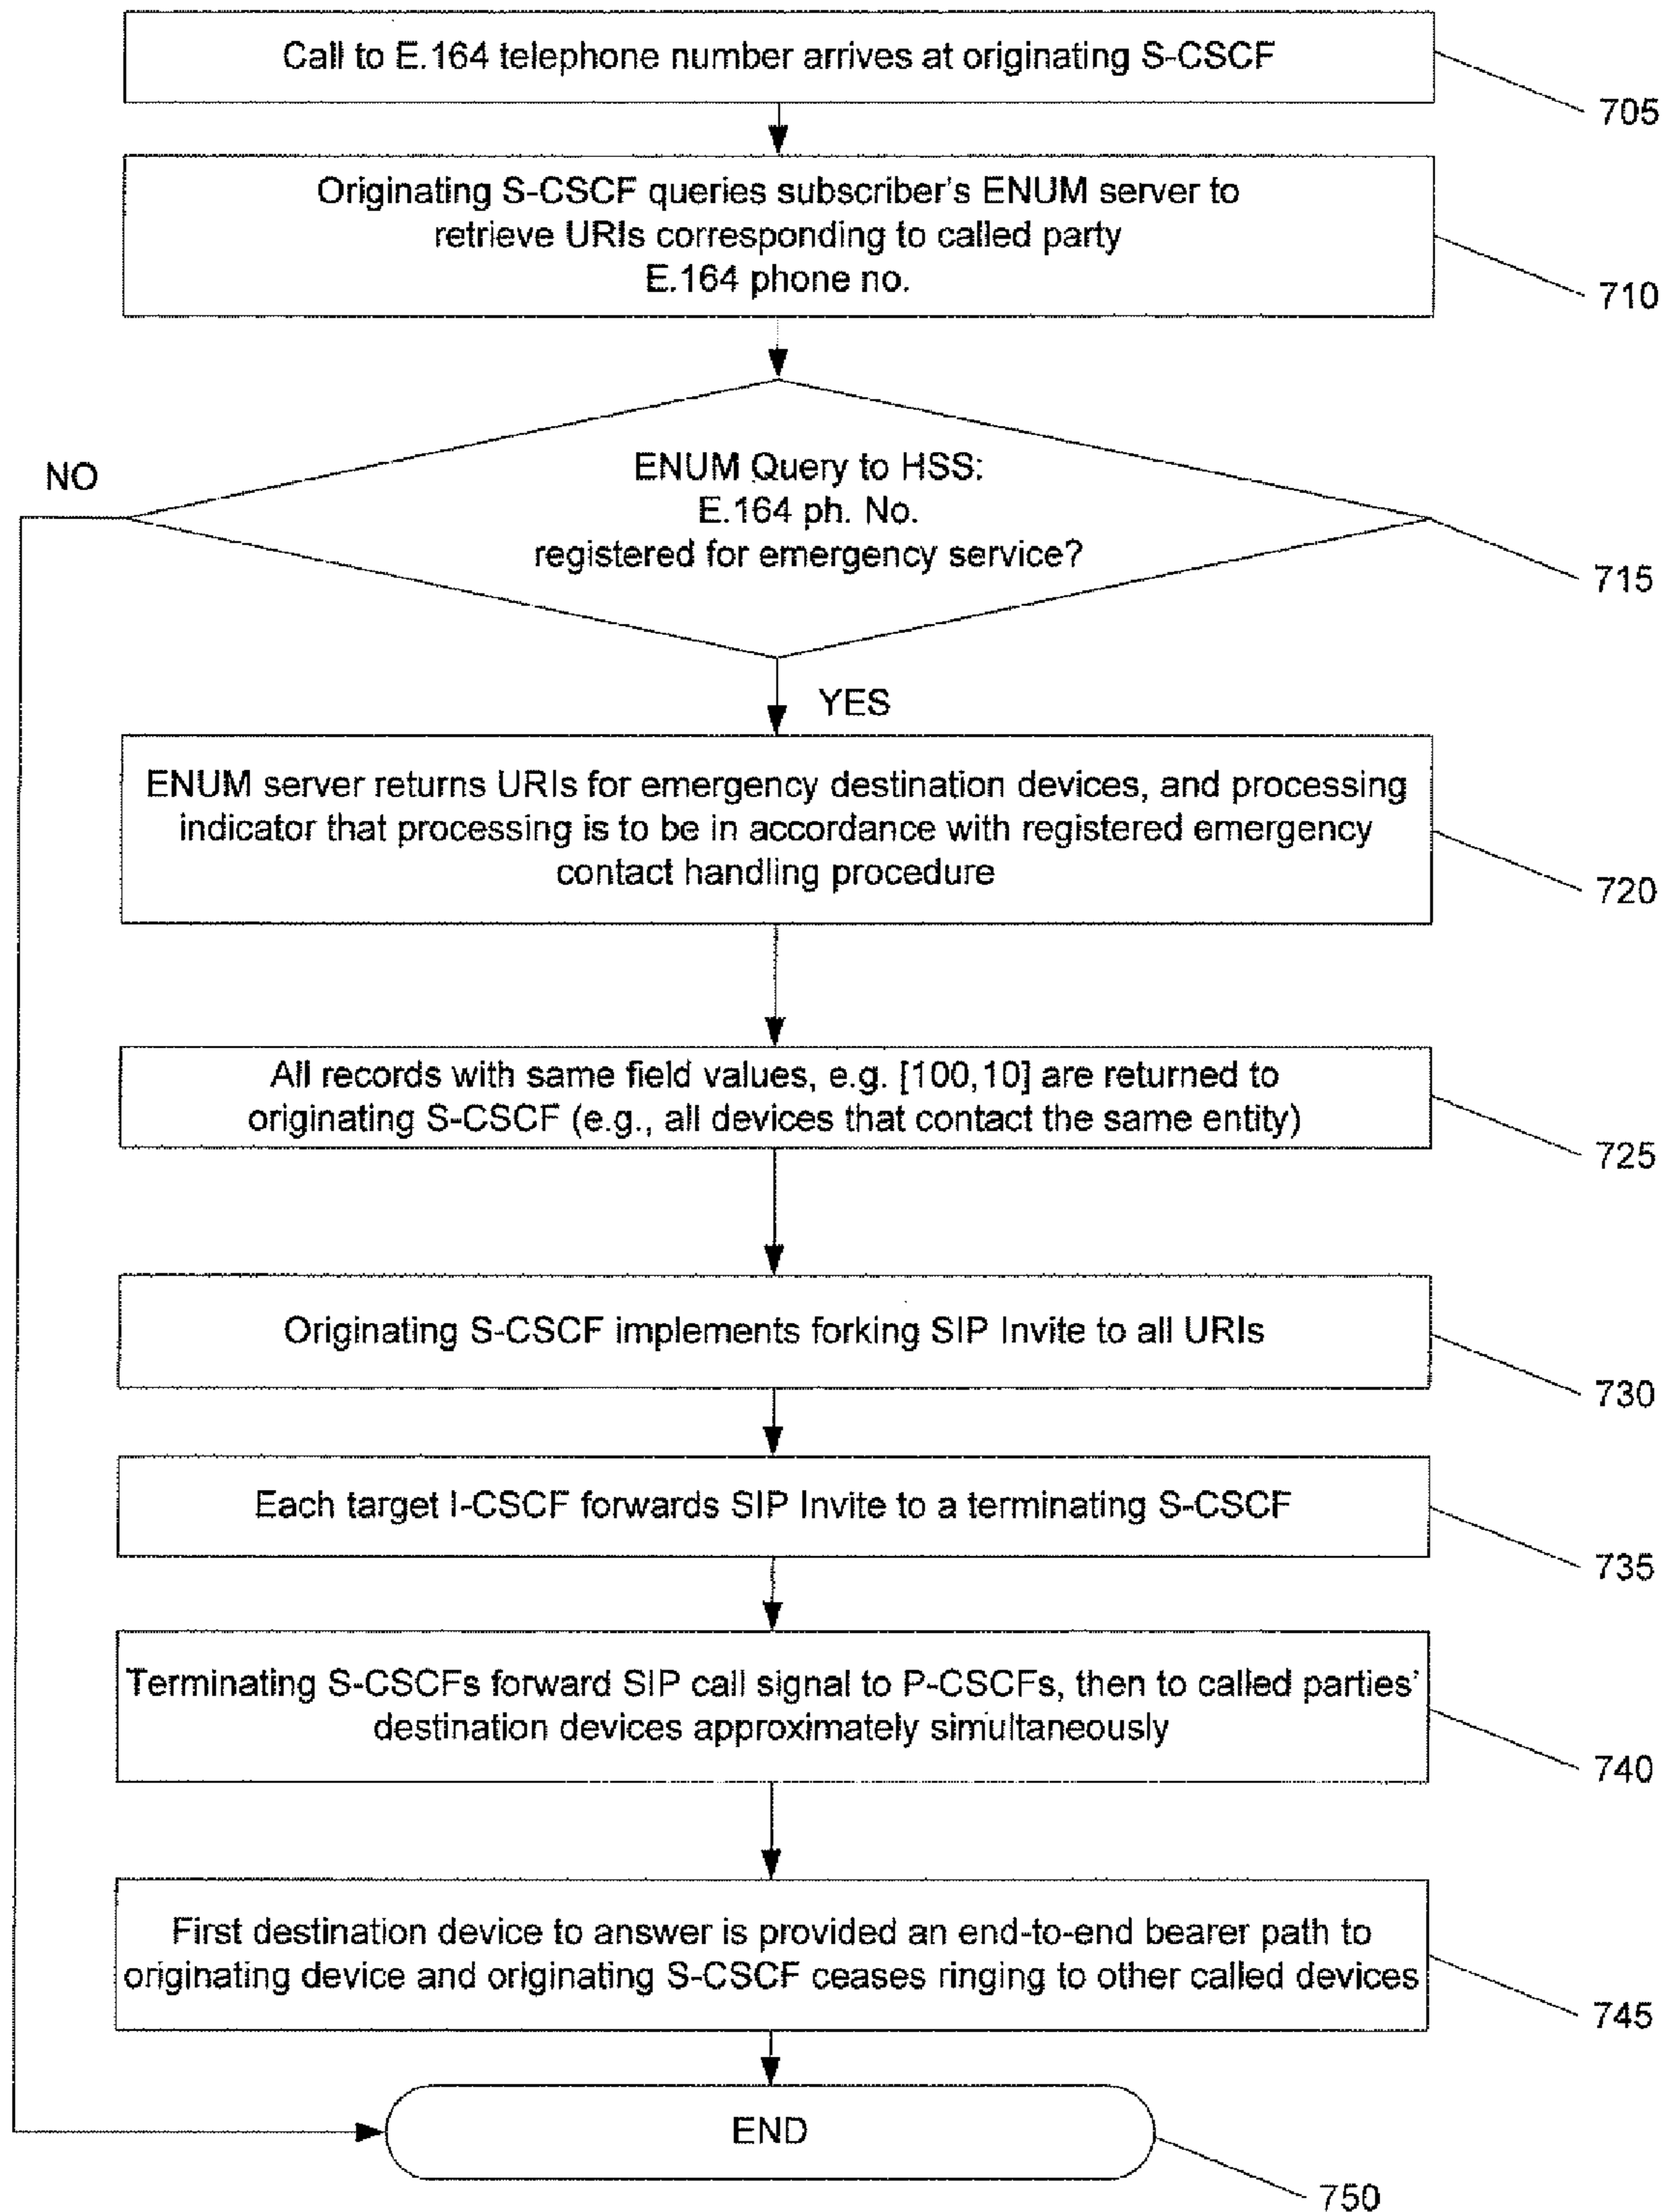 Call to E.164 telephone number arrives at originating S-CSCF
705
Originating S-CSCF queries subscriber's ENUM server to
retrieve URIs corresponding to called party
E.164 phone no.
710
NO
ENUM Query to HSS:
E.164 ph. No.
registered for emergency service?
715
YES
ENUM server returns URIs for emergency destination devices, and processing
indicator that processing is to be in accordance with registered emergency
contact handling procedure
720
All records with same field values, e.g. [100,10] are returned to
originating S-CSCF (e.g., all devices that contact the same entity)
725
Originating S-CSCF implements forking SIP Invite to all URIs
730
Each target I-CSCF forwards SIP Invite to a terminating S-CSCF
735
Terminating S-CSCFs forward SIP call signal to P-CSCFs, then to called parties'
destination devices approximately simultaneously
740
First destination device to answer is provided an end-to-end bearer path to
originating device and originating S-CSCF ceases ringing to other called devices
745
END
750